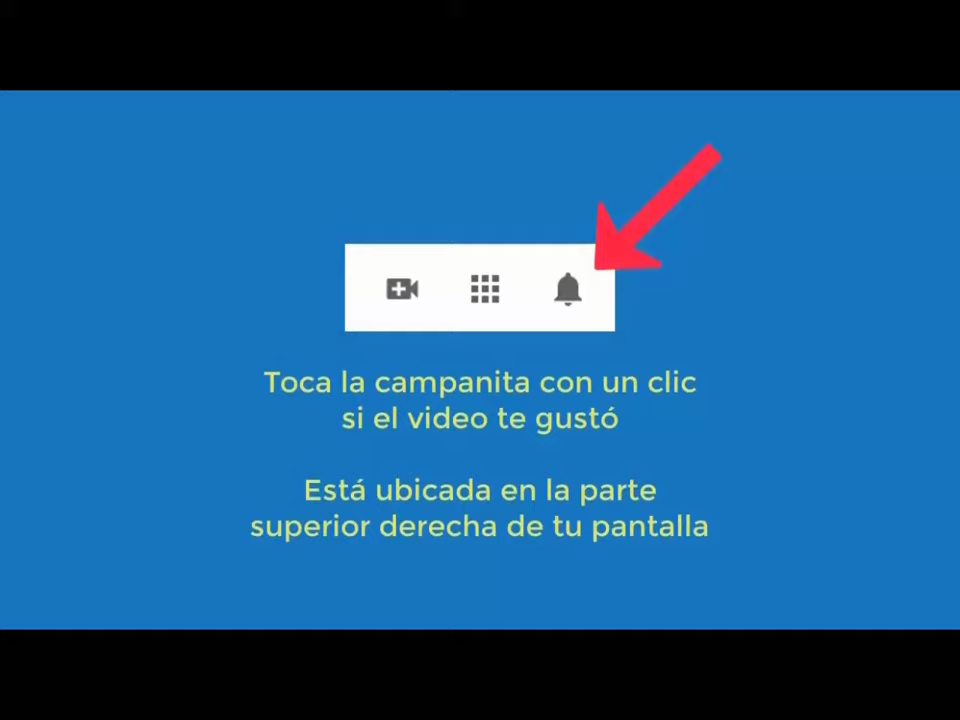 Toca la campanita con un clic
si el video te gustó
Está ubicada en la parte
superior derecha de tu pantalla